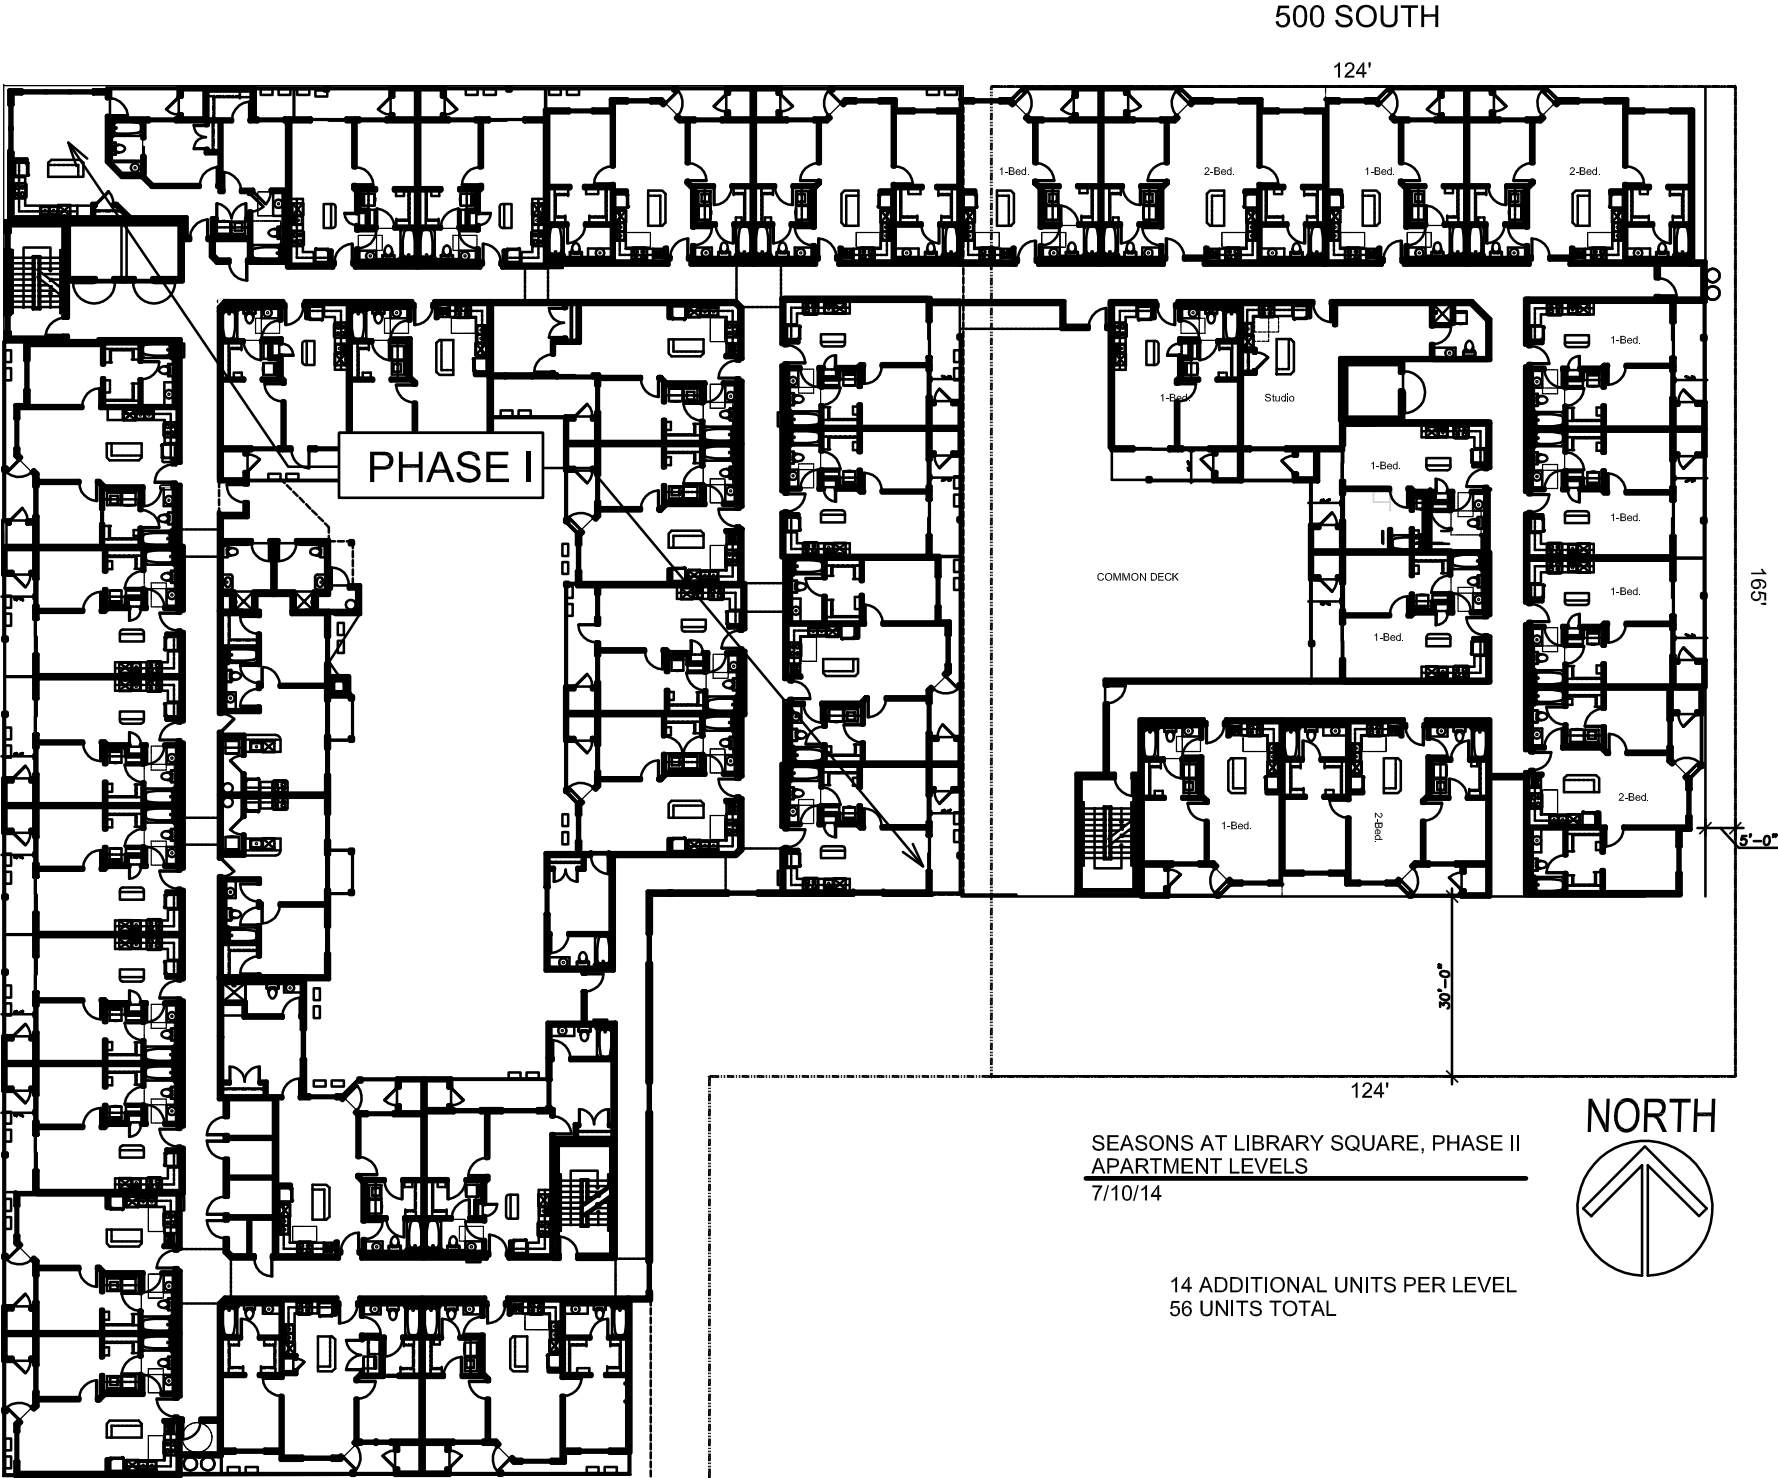 500 SOUTH
124'
1-Bed.
2-Bed.
1-Bed.
2-Bed.
1-Bed.
1-Bed.
Studio
PHASE I
1-Bed.
1-Bed.
COMMON DECK
165'
1-Bed.
1-Bed.
2-Bed.
1-Bed.
2-Bed.
5'-0"
30'-0"
124'
NORTH
SEASONS AT LIBRARY SQUARE, PHASE II
APARTMENT LEVELS
7/10/14
14 ADDITIONAL UNITS PER LEVEL
56 UNITS TOTAL